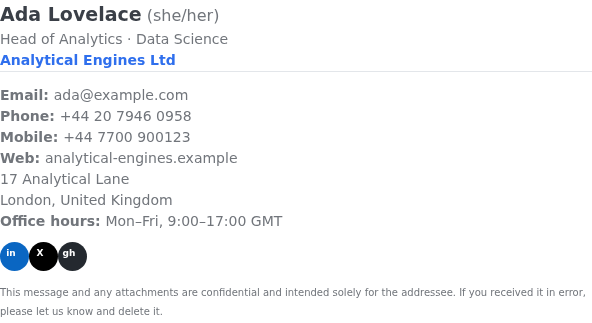 Ada Lovelace (she/her)
Head of Analytics · Data Science
Analytical Engines Ltd
Email: ada@example.com
Phone: +44 20 7946 0958
Mobile: +44 7700 900123
Web: analytical-engines.example
17 Analytical Lane
London, United Kingdom
Office hours: Mon–Fri, 9:00–17:00 GMT
in X gh
This message and any attachments are confidential and intended solely for the addressee. If you received it in error,
please let us know and delete it.